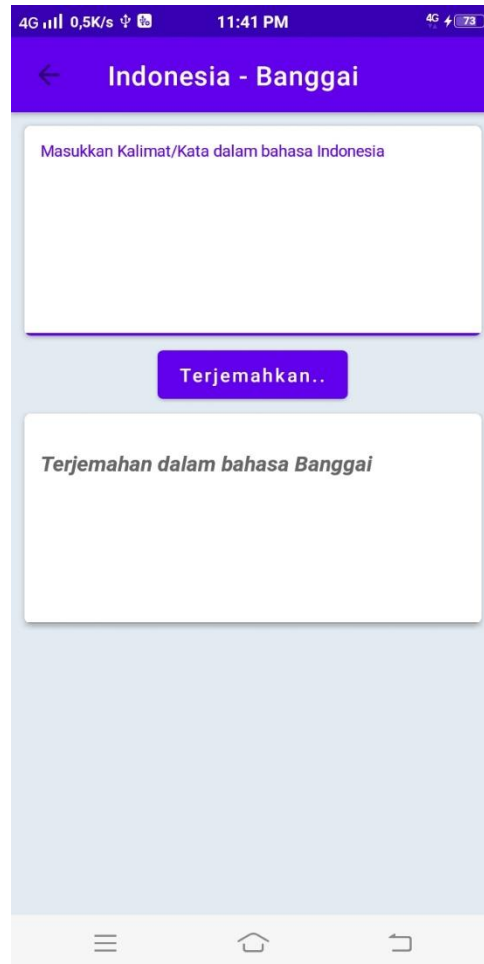 4G 0,5K/s 11:41 PM 4G 73
Indonesia - Banggai
Masukkan Kalimat/Kata dalam bahasa Indonesia
Terjemahkan..
Terjemahan dalam bahasa Banggai